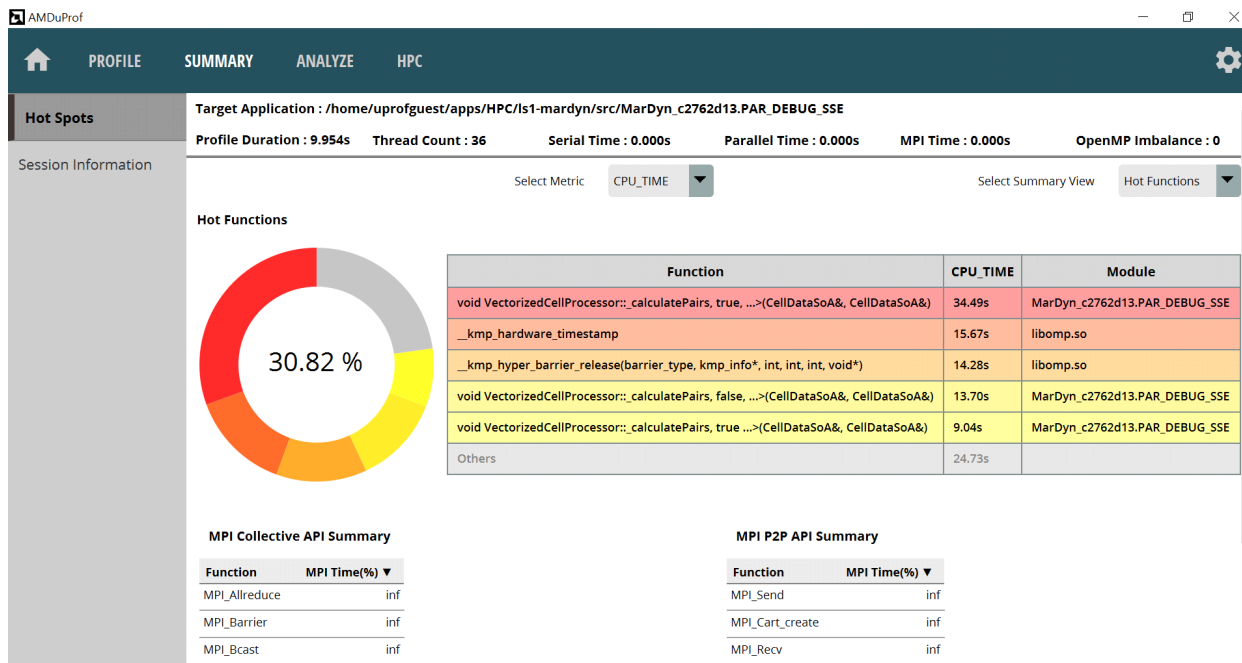 AMDuProf
PROFILE SUMMARY ANALYZE HPC
Hot Spots
Session Information
Target Application : /home/uprofguest/apps/HPC/ls1-mardyn/src/MarDyn_c2762d13.PAR_DEBUG_SSE
Profile Duration : 9.954s Thread Count : 36 Serial Time : 0.000s Parallel Time : 0.000s MPI Time : 0.000s OpenMP Imbalance : 0
Select Metric CPU_TIME Select Summary View Hot Functions
Hot Functions
30.82 %
Function CPU_TIME Module
void VectorizedCellProcessor::_calculatePairs, true, ...>(CellDataSoA&, CellDataSoA&) 34.49s MarDyn_c2762d13.PAR_DEBUG_SSE
__kmp_hardware_timestamp 15.67s libomp.so
__kmp_hyper_barrier_release(barrier_type, kmp_info*, int, int, int, void*) 14.28s libomp.so
void VectorizedCellProcessor::_calculatePairs, false, ...>(CellDataSoA&, CellDataSoA&) 13.70s MarDyn_c2762d13.PAR_DEBUG_SSE
void VectorizedCellProcessor::_calculatePairs, true ...>(CellDataSoA&, CellDataSoA&) 9.04s MarDyn_c2762d13.PAR_DEBUG_SSE
Others 24.73s
MPI Collective API Summary
Function MPI Time(%) ▼
MPI_Allreduce inf
MPI_Barrier inf
MPI_Bcast inf
MPI P2P API Summary
Function MPI Time(%) ▼
MPI_Send inf
MPI_Cart_create inf
MPI_Recv inf